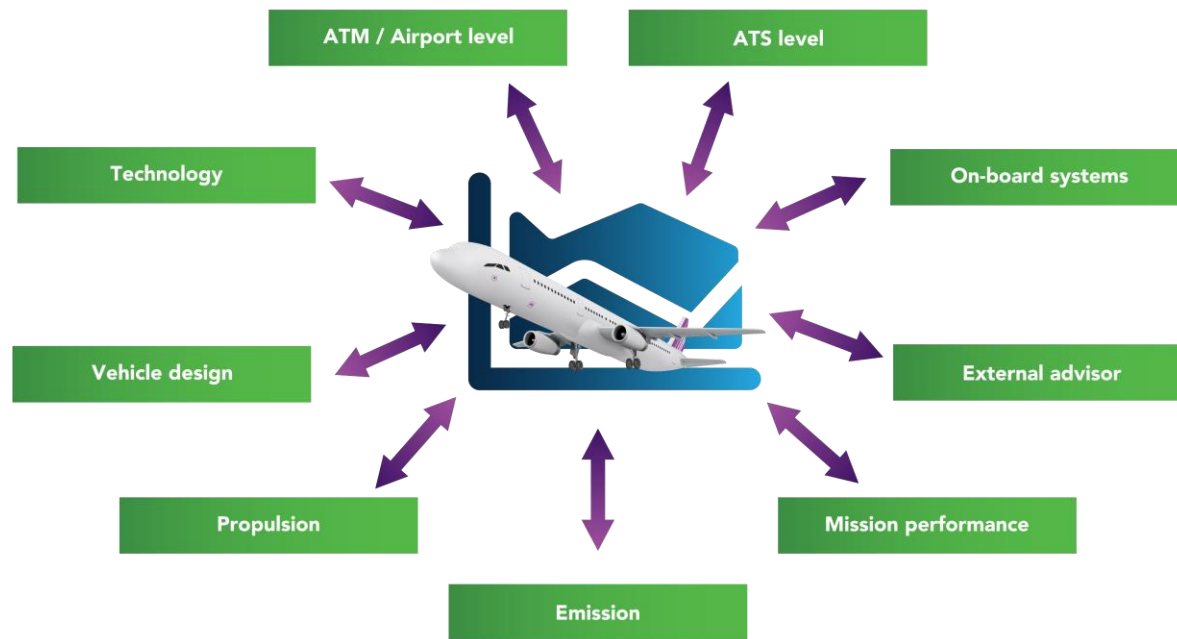 ATM / Airport level
ATS level
Technology
On-board systems
Vehicle design
External advisor
Propulsion
Mission performance
Emission